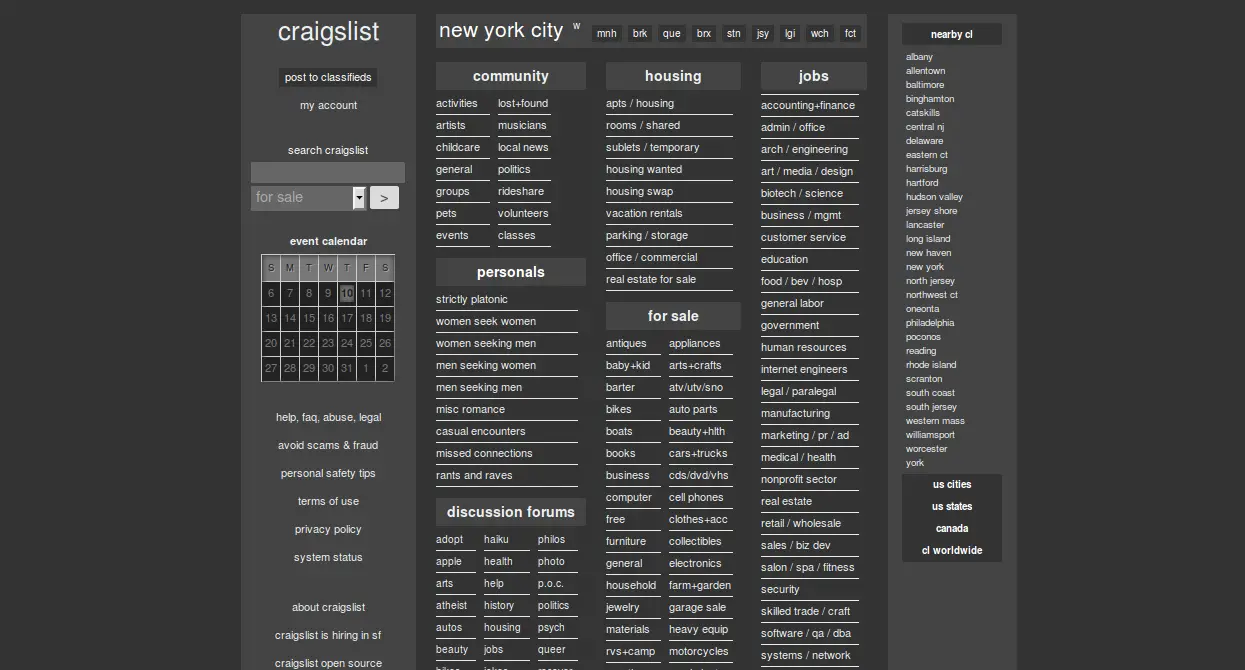 craigslist
post to classifieds
my account
search craigslist
for sale
>
event calendar
S M T W T F S
6 7 8 9 10 11 12
13 14 15 16 17 18 19
20 21 22 23 24 25 26
27 28 29 30 31 1 2
help, faq, abuse, legal
avoid scams & fraud
personal safety tips
terms of use
privacy policy
system status
about craigslist
craigslist is hiring in sf
craigslist open source
new york city w mnh brk que brx stn jsy lgi wch fct
community
activities
artists
childcare
general
groups
pets
events
lost+found
musicians
local news
politics
rideshare
volunteers
classes
personals
strictly platonic
women seek women
women seeking men
men seeking women
men seeking men
misc romance
casual encounters
missed connections
rants and raves
discussion forums
adopt
apple
arts
atheist
autos
beauty
haiku
health
help
history
housing
jobs
philos
photo
p.o.c.
politics
psych
queer
housing
apts / housing
rooms / shared
sublets / temporary
housing wanted
housing swap
vacation rentals
parking / storage
office / commercial
real estate for sale
for sale
antiques
baby+kid
barter
bikes
boats
books
business
computer
free
furniture
general
household
jewelry
materials
rvs+camp
appliances
arts+crafts
atv/utv/sno
auto parts
beauty+hlth
cars+trucks
cds/dvd/vhs
cell phones
clothes+acc
collectibles
electronics
farm+garden
garage sale
heavy equip
motorcycles
jobs
accounting+finance
admin / office
arch / engineering
art / media / design
biotech / science
business / mgmt
customer service
education
food / bev / hosp
general labor
government
human resources
internet engineers
legal / paralegal
manufacturing
marketing / pr / ad
medical / health
nonprofit sector
real estate
retail / wholesale
sales / biz dev
salon / spa / fitness
security
skilled trade / craft
software / qa / dba
systems / network
nearby cl
albany
allentown
baltimore
binghamton
catskills
central nj
delaware
eastern ct
harrisburg
hartford
hudson valley
jersey shore
lancaster
long island
new haven
new york
north jersey
northwest ct
oneonta
philadelphia
poconos
reading
rhode island
scranton
south coast
south jersey
western mass
williamsport
worcester
york
us cities
us states
canada
cl worldwide